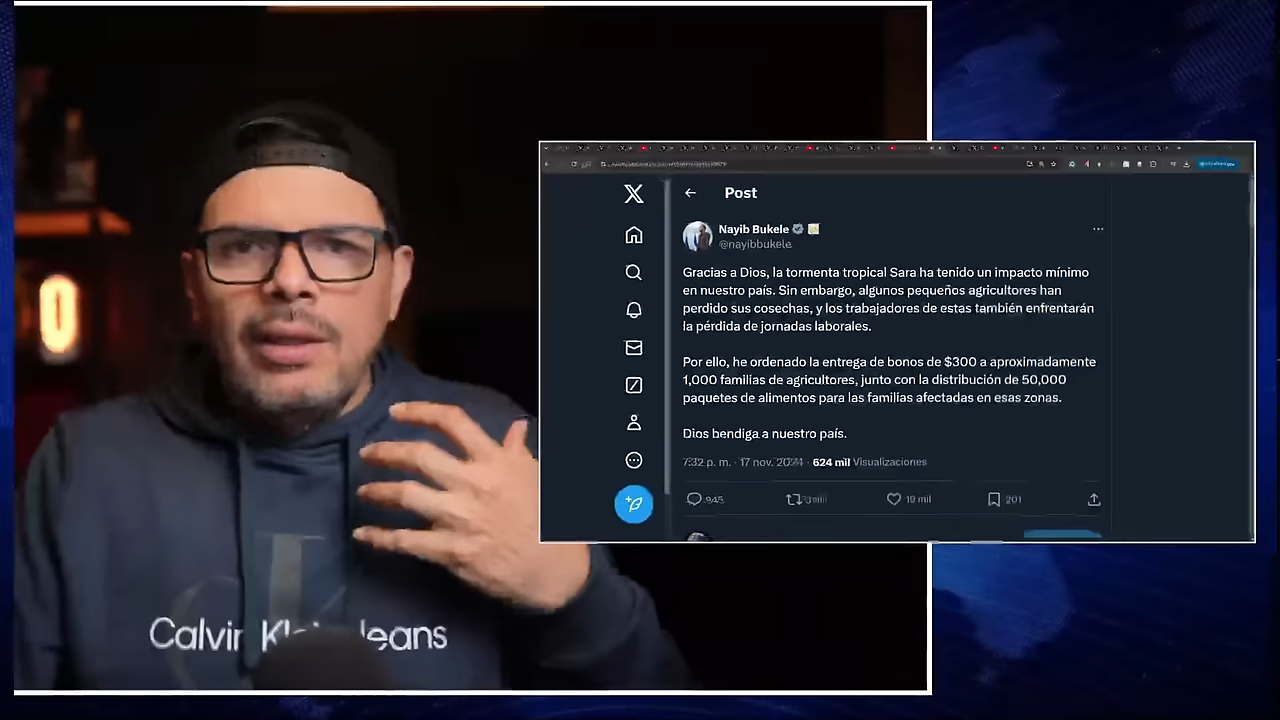 Post
Nayib Bukele
@nayibbukele
Gracias a Dios, la tormenta tropical Sara ha tenido un impacto mínimo
en nuestro país. Sin embargo, algunos pequeños agricultores han
perdido sus cosechas, y los trabajadores de estas también enfrentarán
la pérdida de jornadas laborales.
Por ello, he ordenado la entrega de bonos de $300 a aproximadamente
1,000 familias de agricultores, junto con la distribución de 50,000
paquetes de alimentos para las familias afectadas en esas zonas.
Dios bendiga a nuestro país.
7:32 p. m. · 17 nov. 2024 · 624 mil Visualizaciones
945 mil 19 mil 201
Calvin Klein Jeans